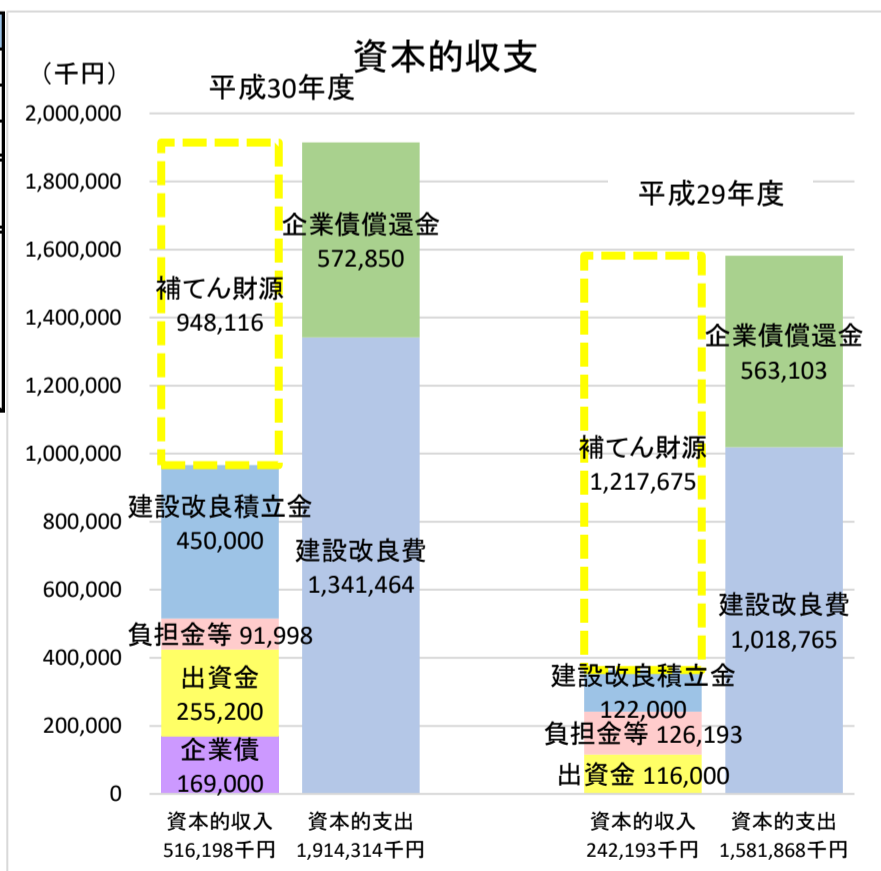 資本的収支
（千円）
平成30年度
平成29年度
2,000,000
1,800,000
1,600,000
1,400,000
1,200,000
1,000,000
800,000
600,000
400,000
200,000
0
補てん財源
948,116
建設改良積立金
450,000
負担金等 91,998
出資金
255,200
企業債
169,000
企業債償還金
572,850
建設改良費
1,341,464
補てん財源
1,217,675
建設改良積立金
122,000
負担金等 126,193
出資金 116,000
企業債償還金
563,103
建設改良費
1,018,765
資本的収入
516,198千円
資本的支出
1,914,314千円
資本的収入
242,193千円
資本的支出
1,581,868千円